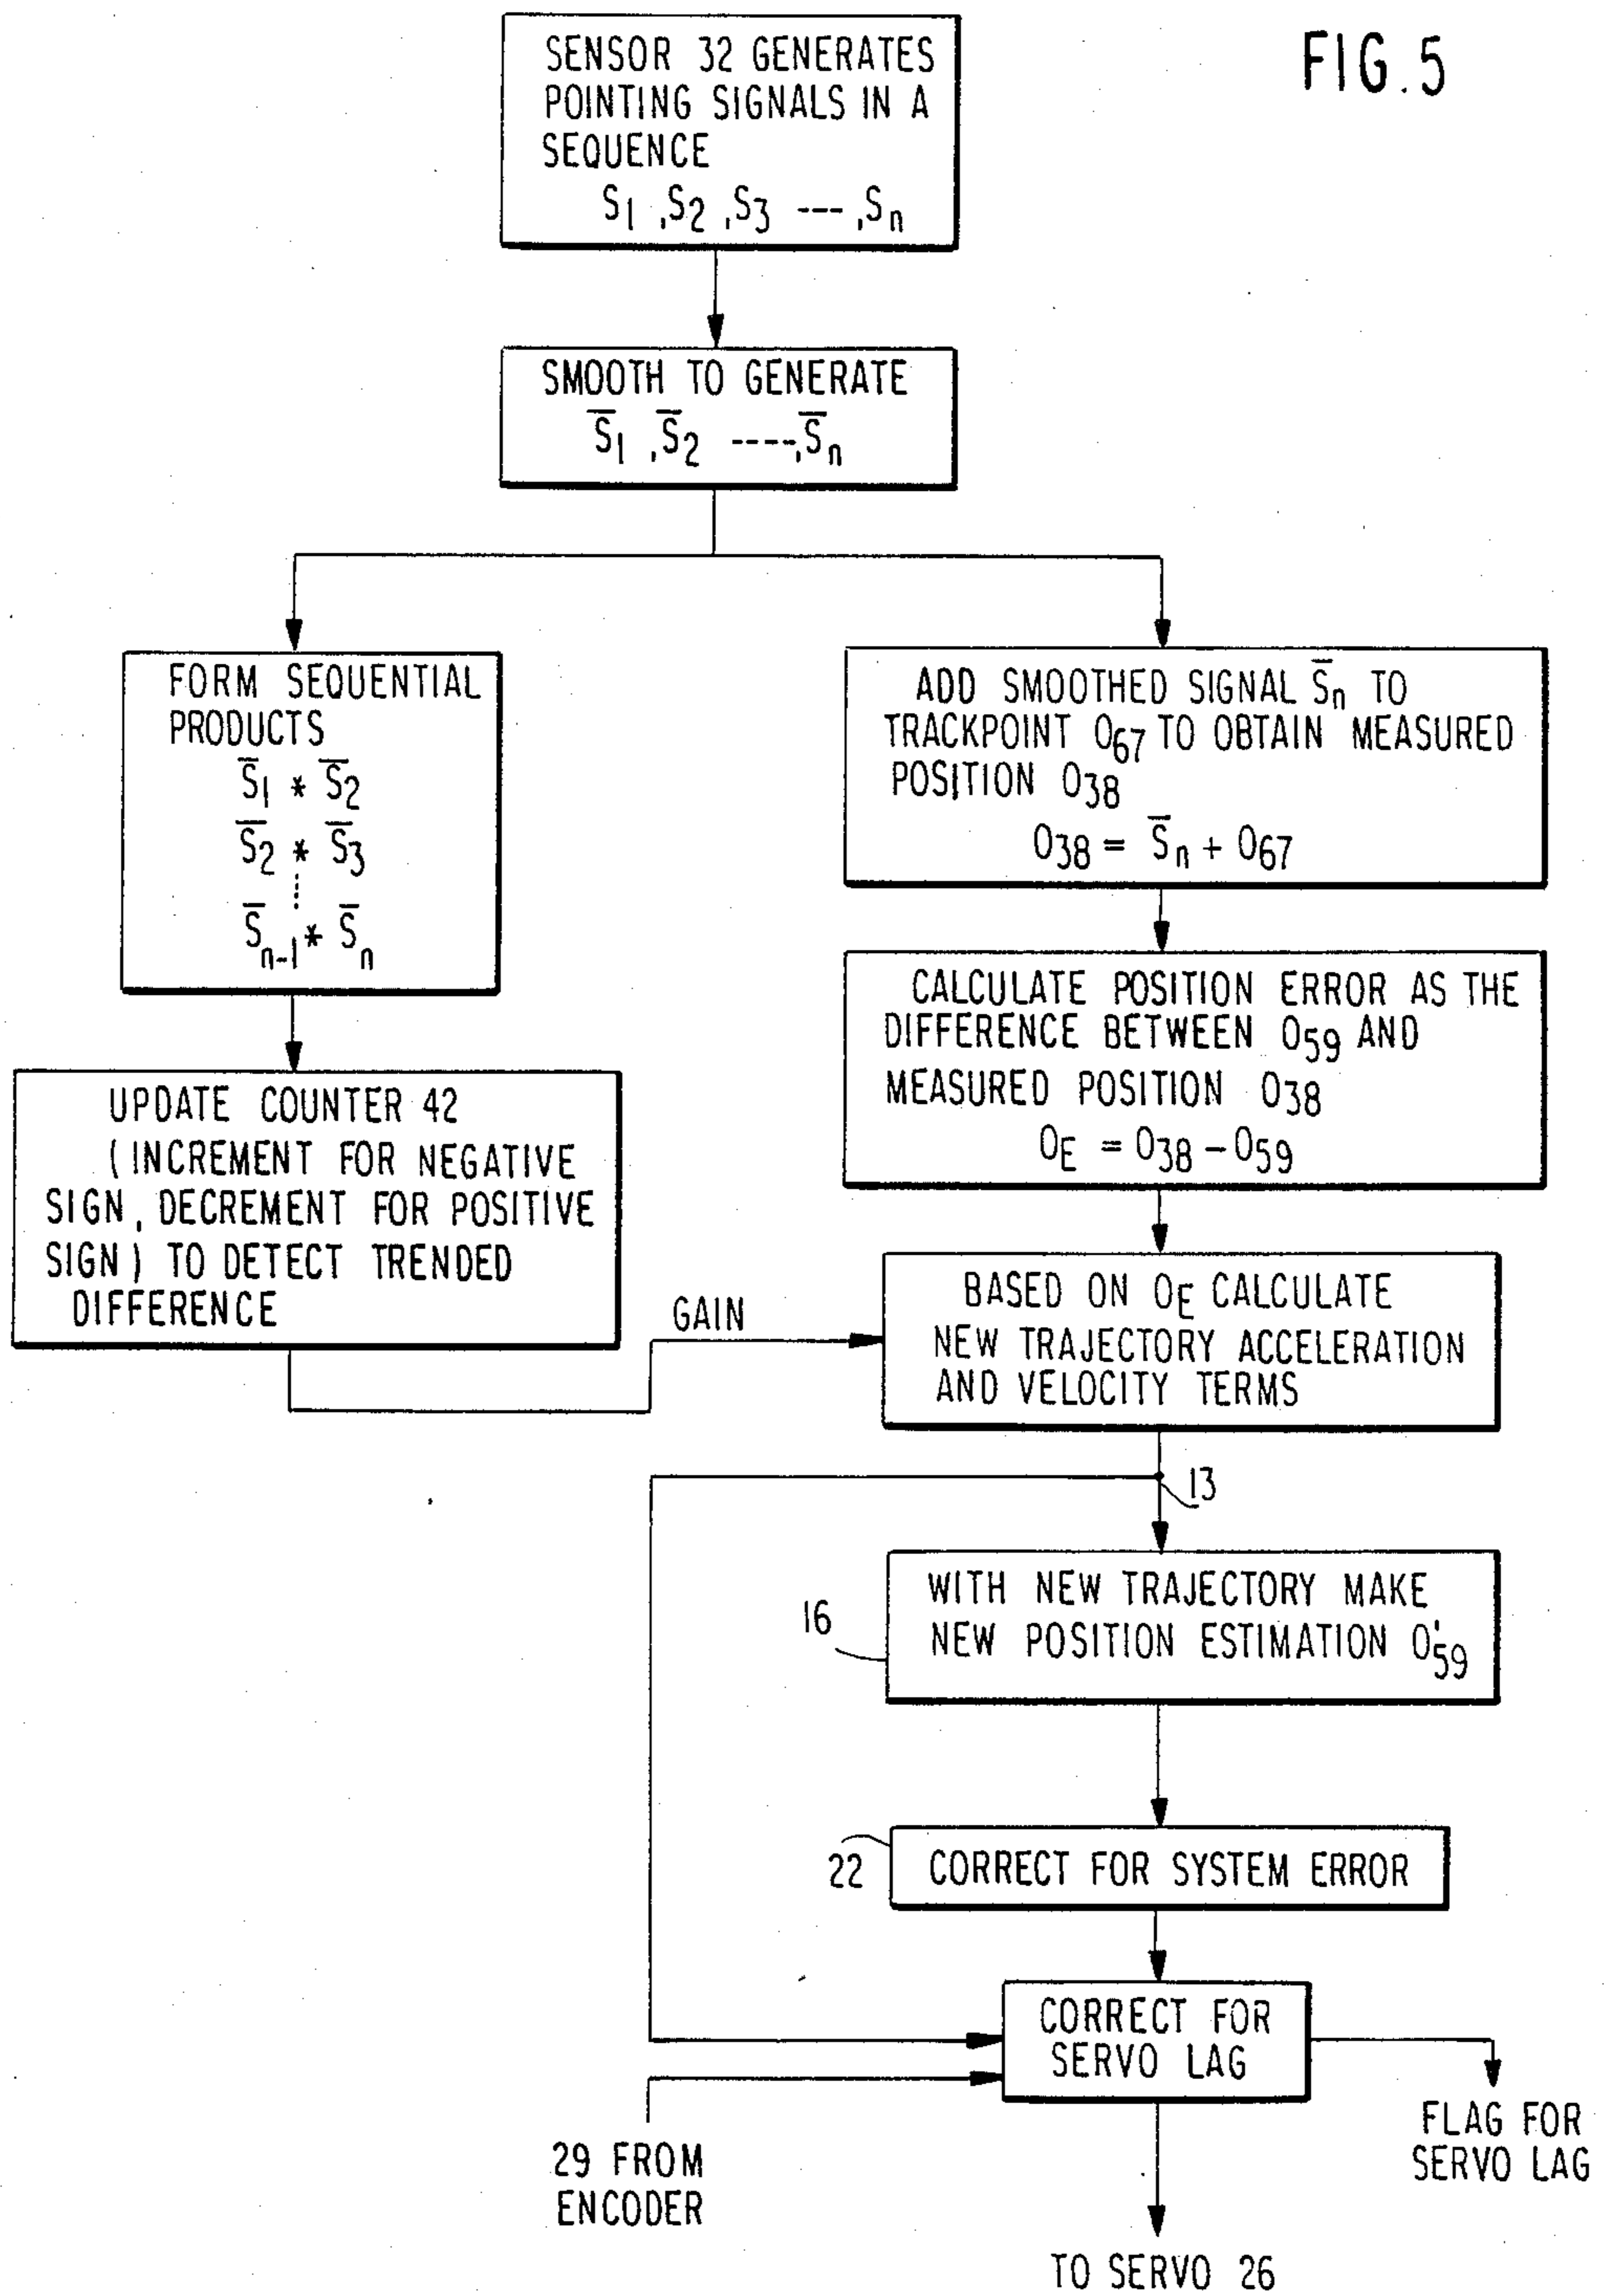 FIG. 5
SENSOR 32 GENERATES
POINTING SIGNALS IN A
SEQUENCE
S1 ,S2 ,S3 ---,Sn
SMOOTH TO GENERATE
S̅1 ,S̅2 ----,S̅n
FORM SEQUENTIAL
PRODUCTS
S̅1 * S̅2
S̅2 * S̅3
S̅n-1 * S̅n
UPDATE COUNTER 42
(INCREMENT FOR NEGATIVE
SIGN, DECREMENT FOR POSITIVE
SIGN) TO DETECT TRENDED
DIFFERENCE
GAIN
ADD SMOOTHED SIGNAL S̅n TO
TRACKPOINT O67 TO OBTAIN MEASURED
POSITION O38
O38 = S̅n + O67
CALCULATE POSITION ERROR AS THE
DIFFERENCE BETWEEN O59 AND
MEASURED POSITION O38
OE = O38 – O59
BASED ON OE CALCULATE
NEW TRAJECTORY ACCELERATION
AND VELOCITY TERMS
13
16
WITH NEW TRAJECTORY MAKE
NEW POSITION ESTIMATION O'59
22
CORRECT FOR SYSTEM ERROR
CORRECT FOR
SERVO LAG
29 FROM
ENCODER
FLAG FOR
SERVO LAG
TO SERVO 26